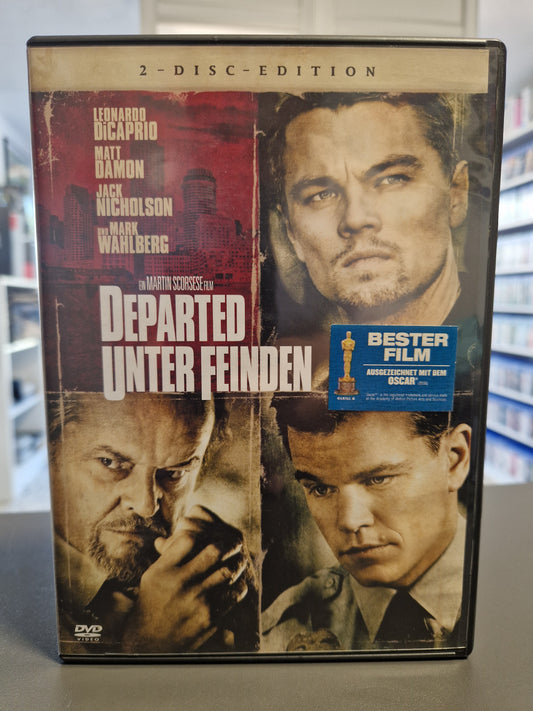 2-DISC-EDITION
LEONARDO
DiCAPRIO
MATT
DAMON
JACK
NICHOLSON
UND MARK
WAHLBERG
EIN MARTIN SCORSESE FILM
DEPARTED
UNTER FEINDEN
BESTER
FILM
AUSGEZEICHNET MIT DEM
OSCAR®
DVD
VIDEO